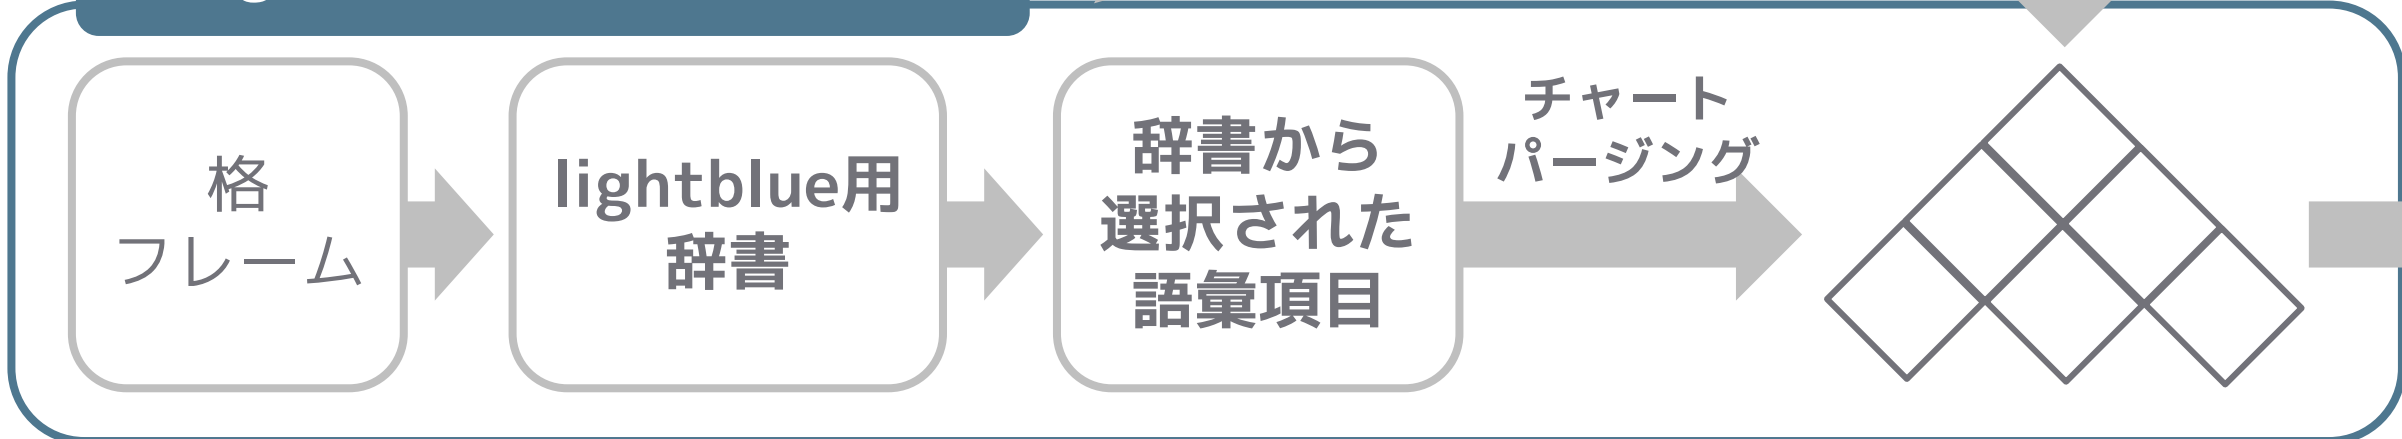 格
フレーム
lightblue用
辞書
辞書から
選択された
語彙項目
チャート
パージング